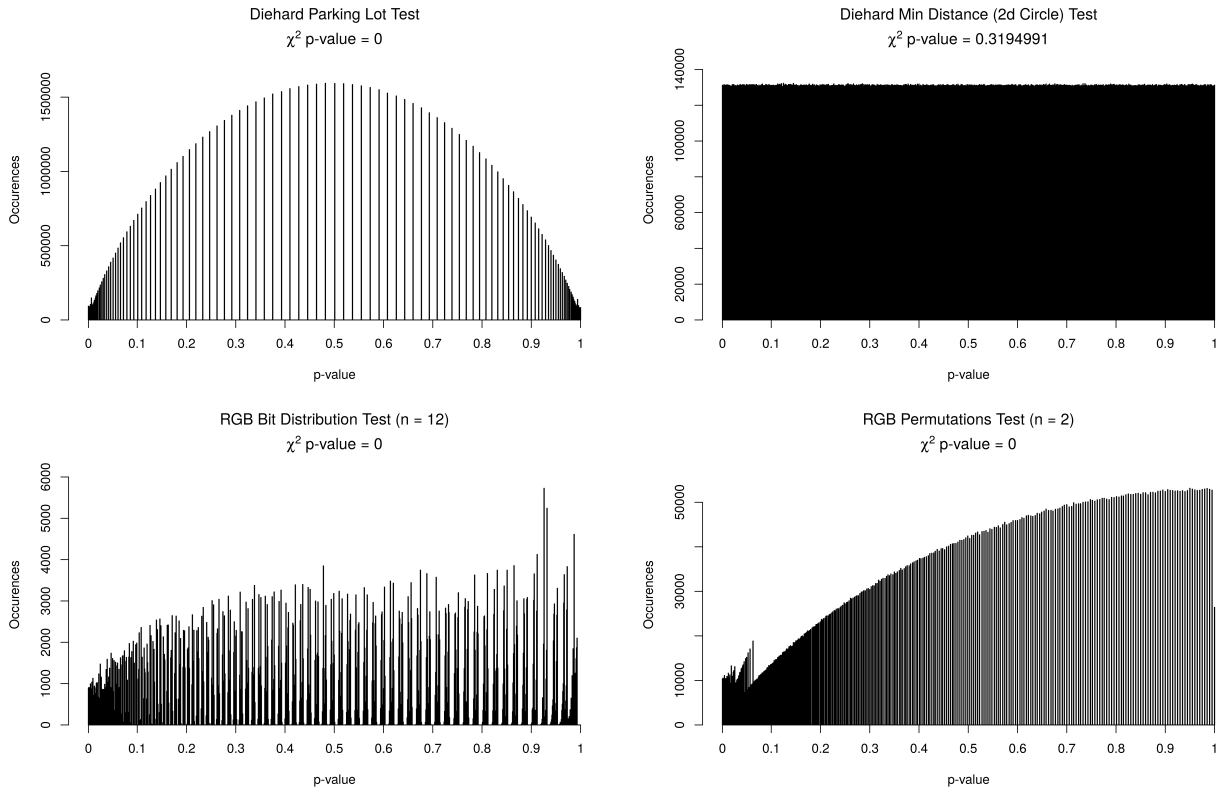 Diehard Parking Lot Test
χ² p-value = 0
Occurences
1500000
1000000
500000
0
0 0.1 0.2 0.3 0.4 0.5 0.6 0.7 0.8 0.9 1
p-value
Diehard Min Distance (2d Circle) Test
χ² p-value = 0.3194991
Occurences
140000
100000
60000
20000
0
0 0.1 0.2 0.3 0.4 0.5 0.6 0.7 0.8 0.9 1
p-value
RGB Bit Distribution Test (n = 12)
χ² p-value = 0
Occurences
6000
5000
4000
3000
2000
1000
0
0 0.1 0.2 0.3 0.4 0.5 0.6 0.7 0.8 0.9 1
p-value
RGB Permutations Test (n = 2)
χ² p-value = 0
Occurences
50000
30000
10000
0
0 0.1 0.2 0.3 0.4 0.5 0.6 0.7 0.8 0.9 1
p-value